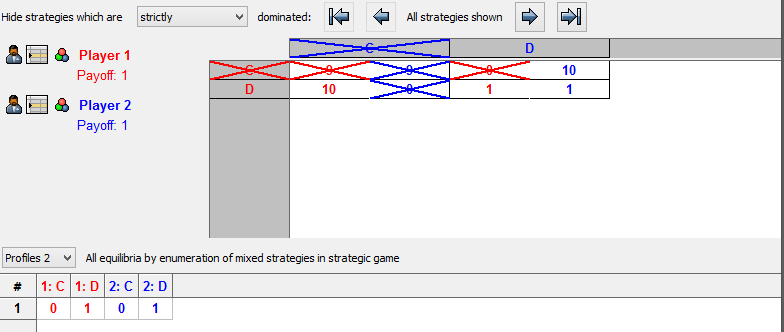 Hide strategies which are strictly dominated: All strategies shown
Player 1
Payoff: 1
Player 2
Payoff: 1
C D
C 9 9 0 10
D 10 0 1 1
Profiles 2 All equilibria by enumeration of mixed strategies in strategic game
# 1: C 1: D 2: C 2: D
1 0 1 0 1